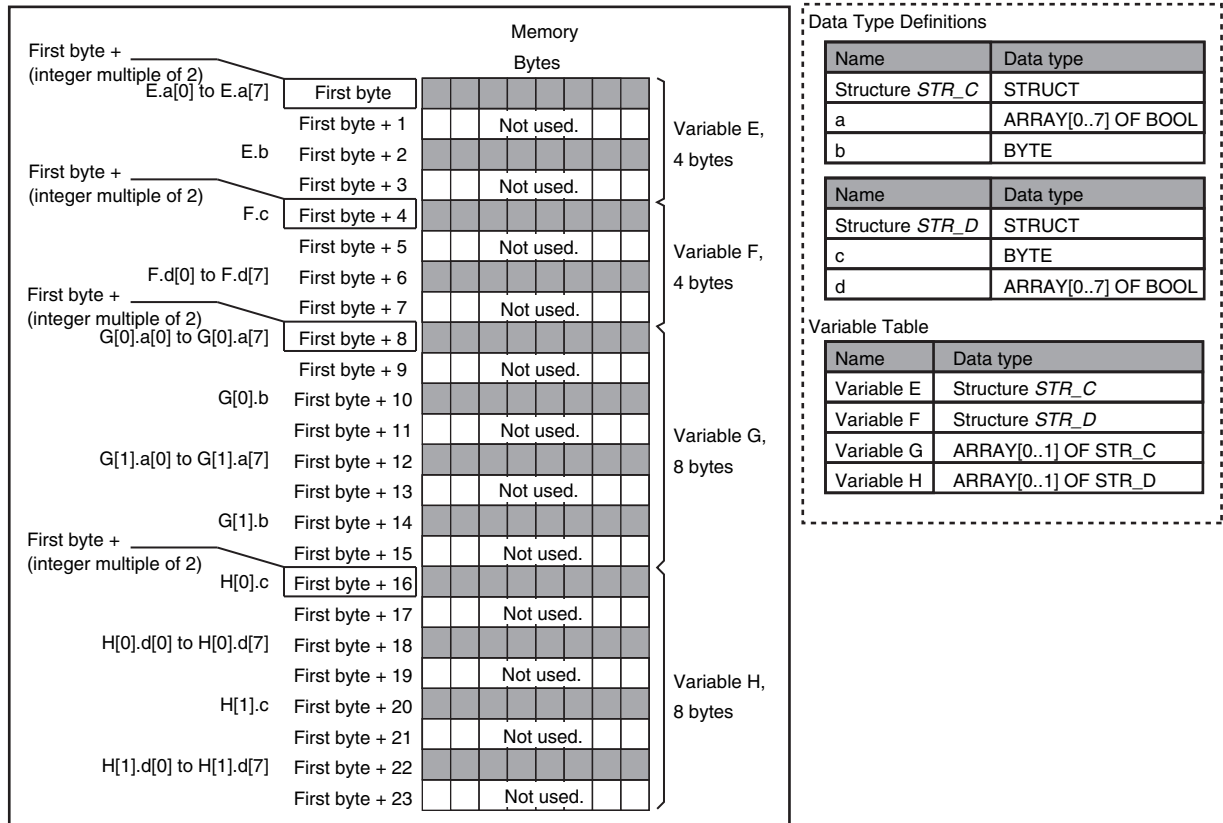 Memory
Bytes
First byte +
(integer multiple of 2)
E.a[0] to E.a[7] First byte
First byte + 1 Not used.
E.b First byte + 2
First byte + 3 Not used.
Variable E,
4 bytes
First byte +
(integer multiple of 2)
F.c First byte + 4
First byte + 5 Not used.
F.d[0] to F.d[7] First byte + 6
First byte + 7 Not used.
Variable F,
4 bytes
First byte +
(integer multiple of 2)
G[0].a[0] to G[0].a[7] First byte + 8
First byte + 9 Not used.
G[0].b First byte + 10
First byte + 11 Not used.
G[1].a[0] to G[1].a[7] First byte + 12
First byte + 13 Not used.
G[1].b First byte + 14
First byte + 15 Not used.
Variable G,
8 bytes
First byte +
(integer multiple of 2)
H[0].c First byte + 16
First byte + 17 Not used.
H[0].d[0] to H[0].d[7] First byte + 18
First byte + 19 Not used.
H[1].c First byte + 20
First byte + 21 Not used.
H[1].d[0] to H[1].d[7] First byte + 22
First byte + 23 Not used.
Variable H,
8 bytes
Data Type Definitions
Name Data type
Structure STR_C STRUCT
a ARRAY[0..7] OF BOOL
b BYTE
Name Data type
Structure STR_D STRUCT
c BYTE
d ARRAY[0..7] OF BOOL
Variable Table
Name Data type
Variable E Structure STR_C
Variable F Structure STR_D
Variable G ARRAY[0..1] OF STR_C
Variable H ARRAY[0..1] OF STR_D